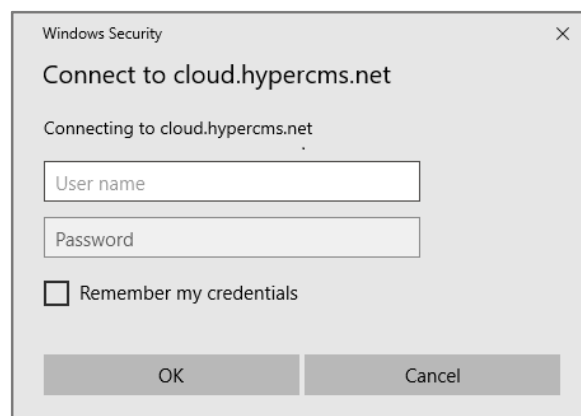 Windows Security
Connect to cloud.hypercms.net
Connecting to cloud.hypercms.net
User name
Password
Remember my credentials
OK Cancel